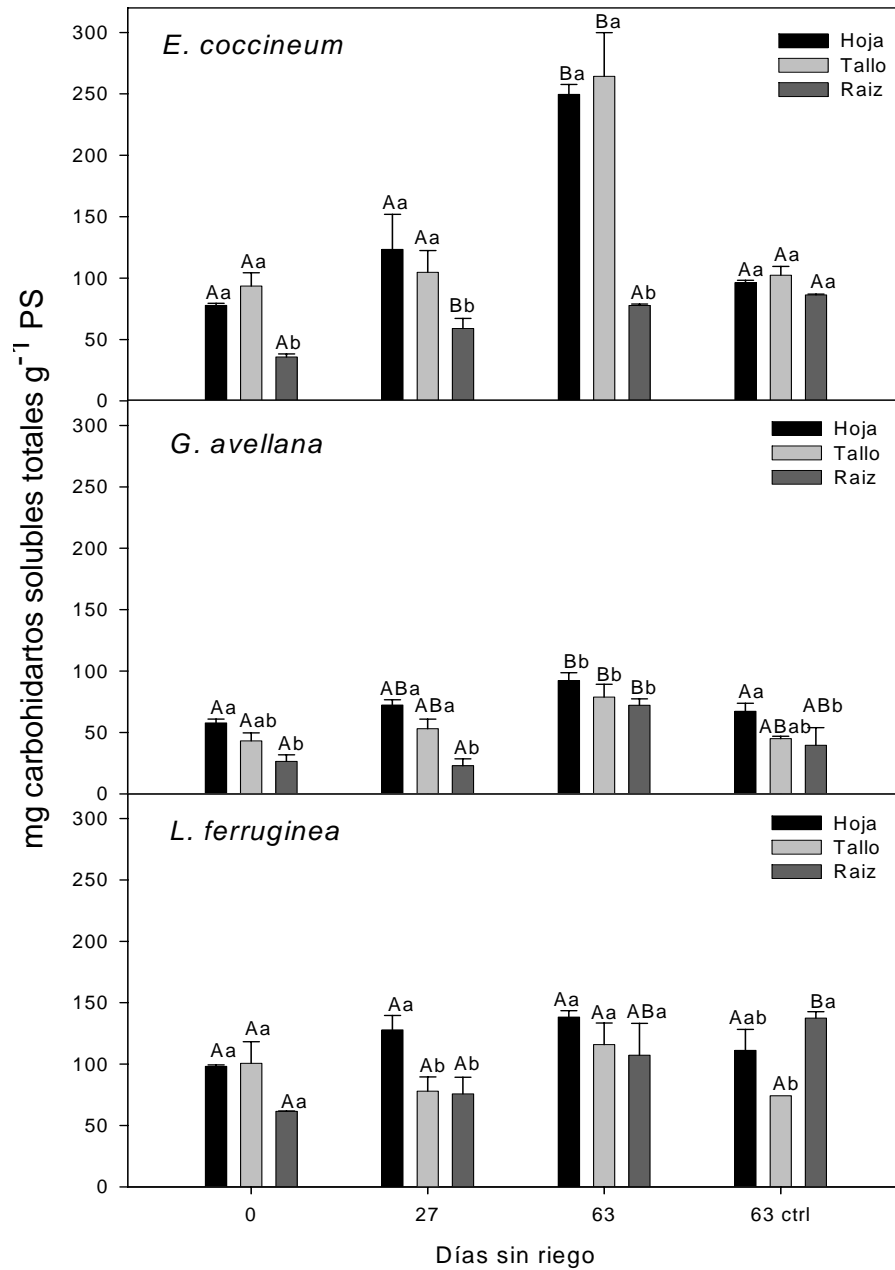 mg carbohidartos solubles totales g⁻¹ PS
E. coccineum
Hoja
Tallo
Raiz
300
250
200
150
100
50
0
Aa Aa Ab
Aa Aa Bb
Ba Ba Ab
Aa Aa Aa
G. avellana
Hoja
Tallo
Raiz
300
250
200
150
100
50
0
Aa Aab Ab
ABa ABa Ab
Bb Bb Bb
Aa ABab ABb
L. ferruginea
Hoja
Tallo
Raiz
300
250
200
150
100
50
0
Aa Aa Aa
Aa Ab Ab
Aa Aa ABa
Aab Ab Ba
0 27 63 63 ctrl
Días sin riego